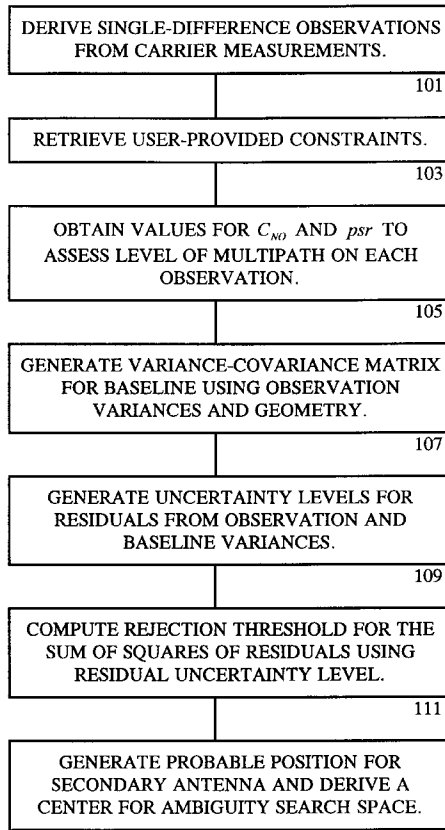 DERIVE SINGLE-DIFFERENCE OBSERVATIONS
FROM CARRIER MEASUREMENTS.
101
RETRIEVE USER-PROVIDED CONSTRAINTS.
103
OBTAIN VALUES FOR C_NO AND psr TO
ASSESS LEVEL OF MULTIPATH ON EACH
OBSERVATION.
105
GENERATE VARIANCE-COVARIANCE MATRIX
FOR BASELINE USING OBSERVATION
VARIANCES AND GEOMETRY.
107
GENERATE UNCERTAINTY LEVELS FOR
RESIDUALS FROM OBSERVATION AND
BASELINE VARIANCES.
109
COMPUTE REJECTION THRESHOLD FOR THE
SUM OF SQUARES OF RESIDUALS USING
RESIDUAL UNCERTAINTY LEVEL.
111
GENERATE PROBABLE POSITION FOR
SECONDARY ANTENNA AND DERIVE A
CENTER FOR AMBIGUITY SEARCH SPACE.